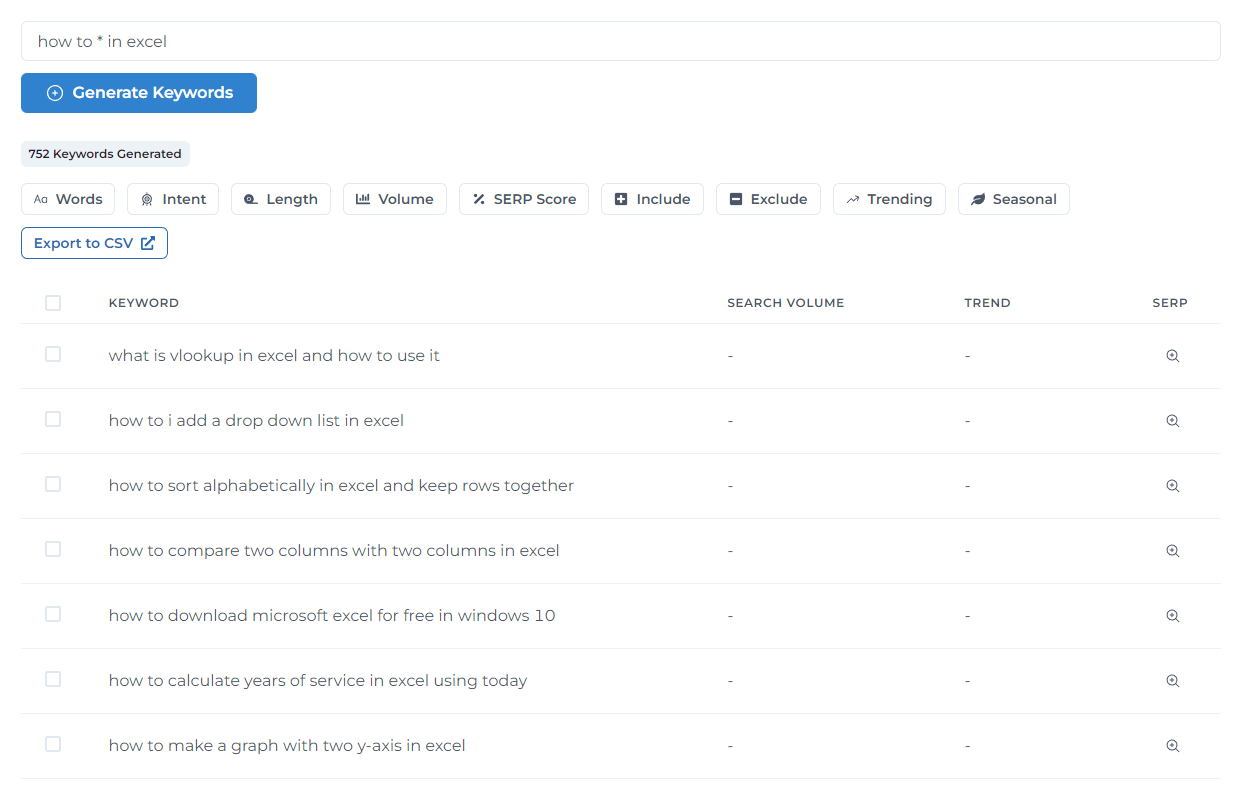 how to * in excel
Generate Keywords
752 Keywords Generated
Aa Words Intent Length Volume SERP Score Include Exclude Trending Seasonal
Export to CSV
KEYWORD SEARCH VOLUME TREND SERP
what is vlookup in excel and how to use it - -
how to i add a drop down list in excel - -
how to sort alphabetically in excel and keep rows together - -
how to compare two columns with two columns in excel - -
how to download microsoft excel for free in windows 10 - -
how to calculate years of service in excel using today - -
how to make a graph with two y-axis in excel - -